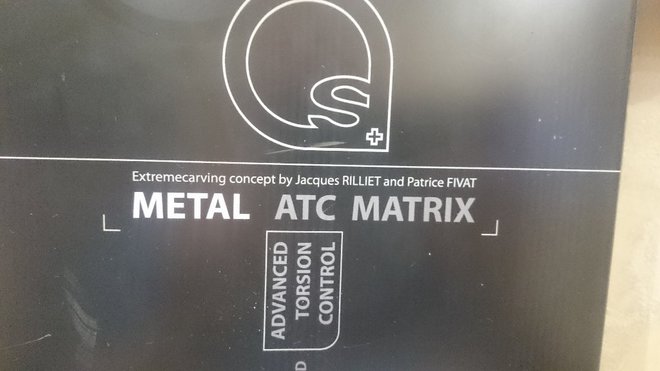 S
Extremecarving concept by Jacques RILLIET and Patrice FIVAT
METAL ATC MATRIX
ADVANCED
TORSION
CONTROL
D